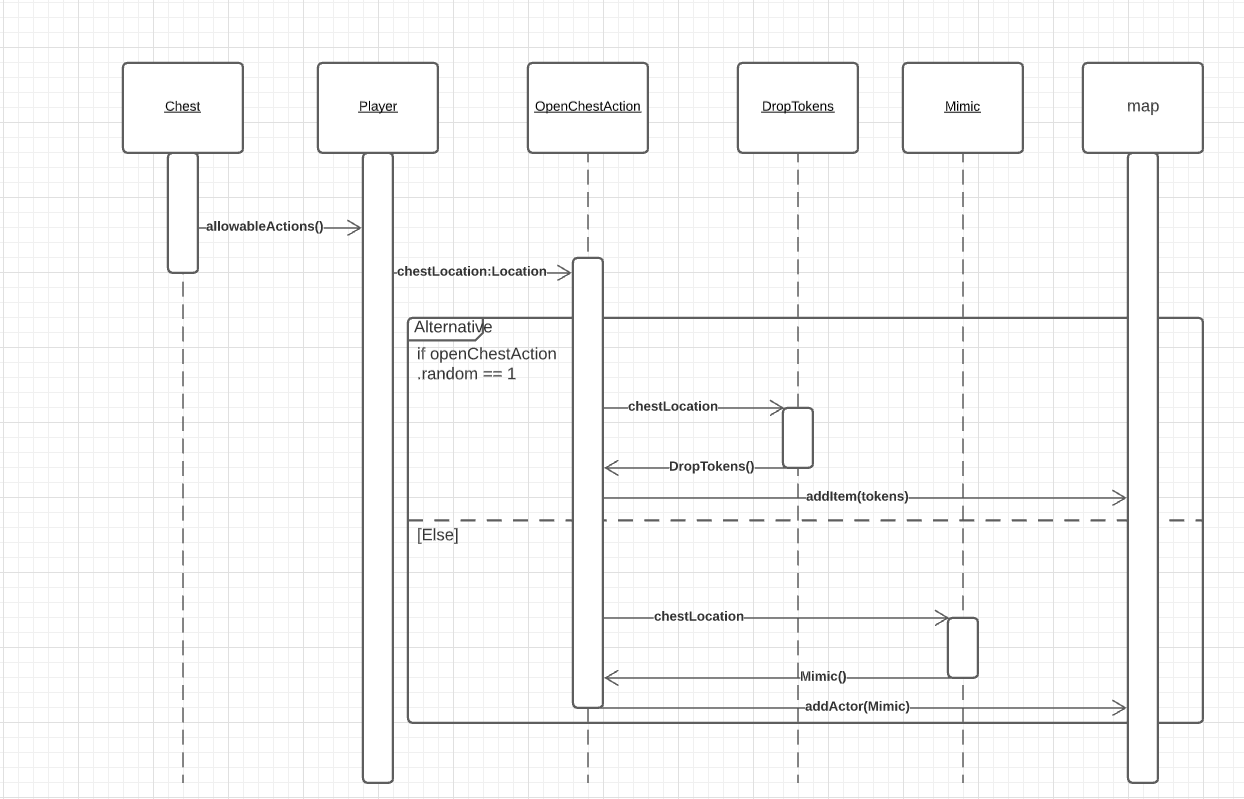 Chest
Player
OpenChestAction
DropTokens
Mimic
map
allowableActions()
chestLocation:Location
Alternative
if openChestAction
.random == 1
chestLocation
DropTokens()
addItem(tokens)
[Else]
chestLocation
Mimic()
addActor(Mimic)